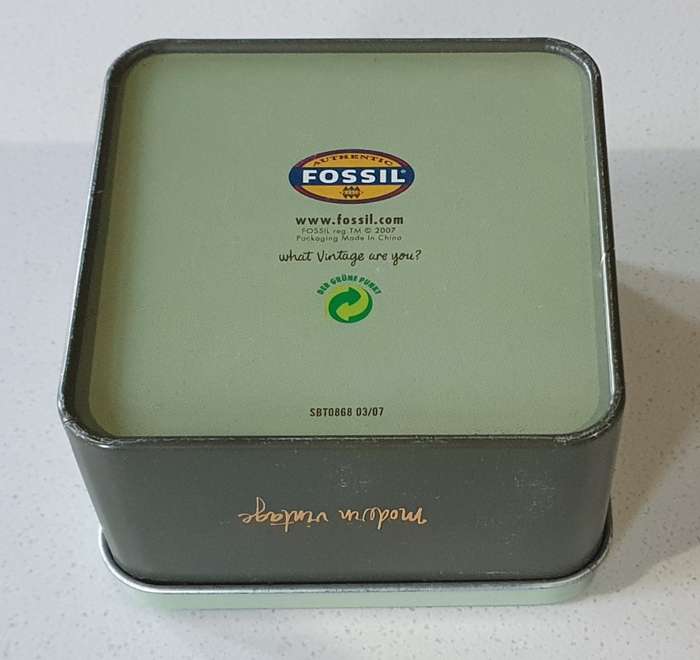 AUTHENTIC
FOSSIL
www.fossil.com
FOSSIL reg. TM © 2007
Packaging Made In China
what Vintage are you?
DER GRÜNE PUNKT
SBT0868 03/07
modern vintage